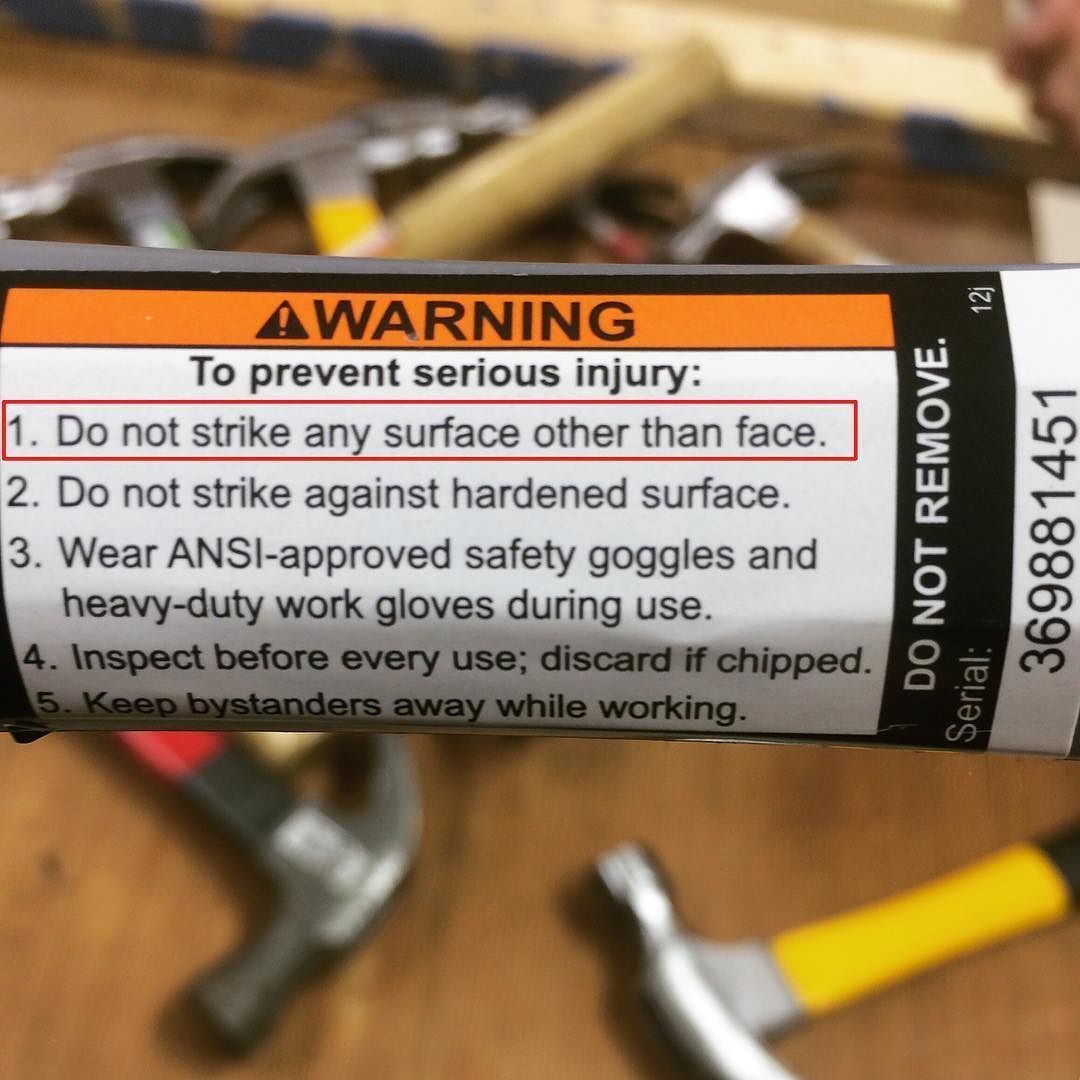 WARNING
To prevent serious injury:
1. Do not strike any surface other than face.
2. Do not strike against hardened surface.
3. Wear ANSI-approved safety goggles and
heavy-duty work gloves during use.
4. Inspect before every use; discard if chipped.
5. Keep bystanders away while working.
DO NOT REMOVE.
12j
Serial:
369881451